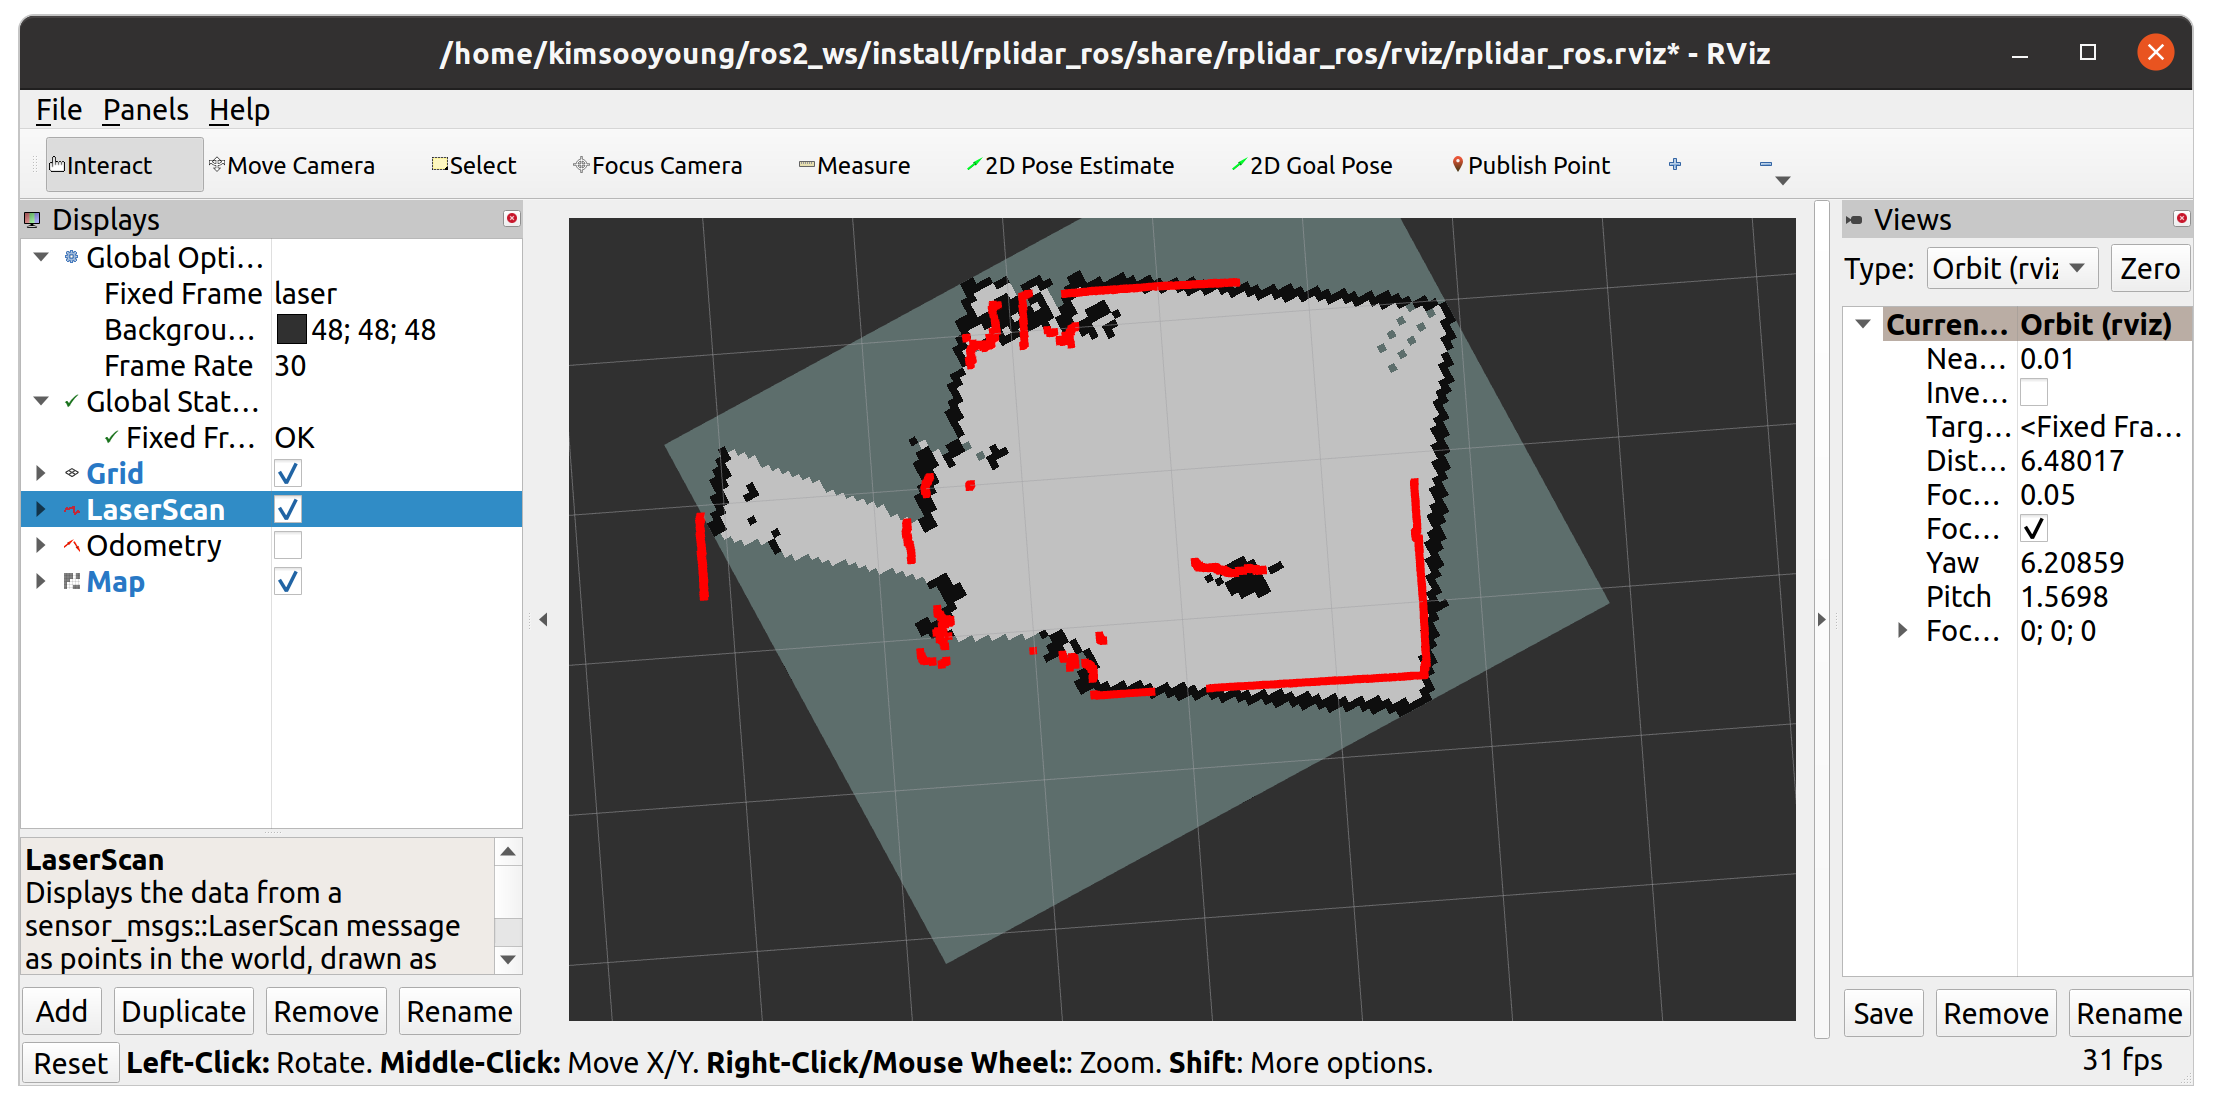 /home/kimsooyoung/ros2_ws/install/rplidar_ros/share/rplidar_ros/rviz/rplidar_ros.rviz* - RViz
File Panels Help
Interact Move Camera Select Focus Camera Measure 2D Pose Estimate 2D Goal Pose Publish Point
Displays
Global Opti...
Fixed Frame laser
Backgrou... 48; 48; 48
Frame Rate 30
Global Stat...
Fixed Fr... OK
Grid
LaserScan
Odometry
Map
LaserScan
Displays the data from a
sensor_msgs::LaserScan message
as points in the world, drawn as
Add Duplicate Remove Rename
Views
Type: Orbit (rviz Zero
Curren... Orbit (rviz)
Nea... 0.01
Inve...
Targ... <Fixed Fra...
Dist... 6.48017
Foc... 0.05
Foc...
Yaw 6.20859
Pitch 1.5698
Foc... 0; 0; 0
Save Remove Rename
Reset Left-Click: Rotate. Middle-Click: Move X/Y. Right-Click/Mouse Wheel:: Zoom. Shift: More options. 31 fps